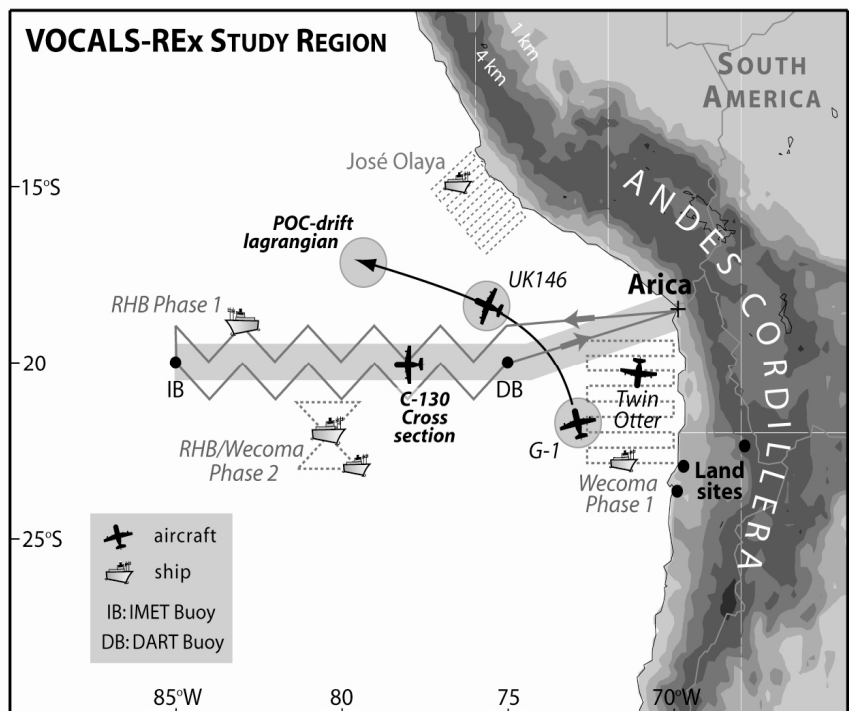 VOCALS-REX STUDY REGION
1 km
4 km
SOUTH
AMERICA
José Olaya
15°S
ANDES CORDILLERA
POC-drift
lagrangian
UK146
Arica
RHB Phase 1
20
IB
DB
C-130
Cross
section
Twin
Otter
RHB/Wecoma
Phase 2
G-1
Wecoma
Phase 1
Land
sites
25°S
aircraft
ship
IB: IMET Buoy
DB: DART Buoy
85°W
80
75
70°W